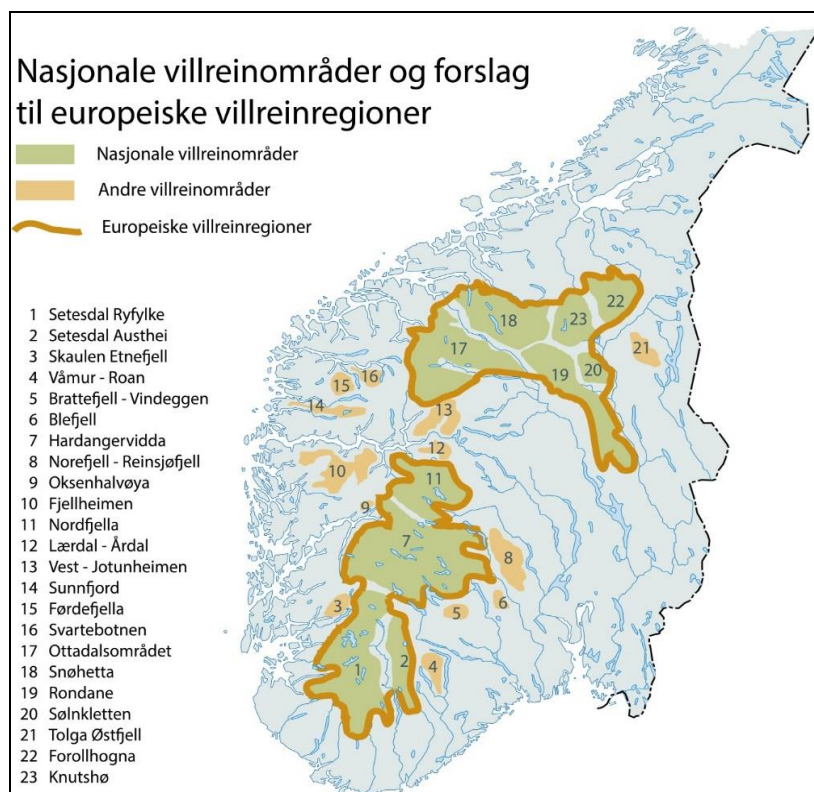 Nasjonale villreinområder og forslag
til europeiske villreinregioner
Nasjonale villreinområder
Andre villreinområder
Europeiske villreinregioner
1 Setesdal Ryfylke
2 Setesdal Austhei
3 Skaulen Etnefjell
4 Våmur - Roan
5 Brattefjell - Vindeggen
6 Blefjell
7 Hardangervidda
8 Norefjell - Reinsjøfjell
9 Oksenhalvøya
10 Fjellheimen
11 Nordfjella
12 Lærdal - Årdal
13 Vest - Jotunheimen
14 Sunnfjord
15 Førdefjella
16 Svartebotnen
17 Ottadalsområdet
18 Snøhetta
19 Rondane
20 Sølnkletten
21 Tolga Østfjell
22 Forollhogna
23 Knutshø
22
18
23
21
17
16
15
20
19
14
13
12
10
11
9
7
8
6
3
5
2
4
1